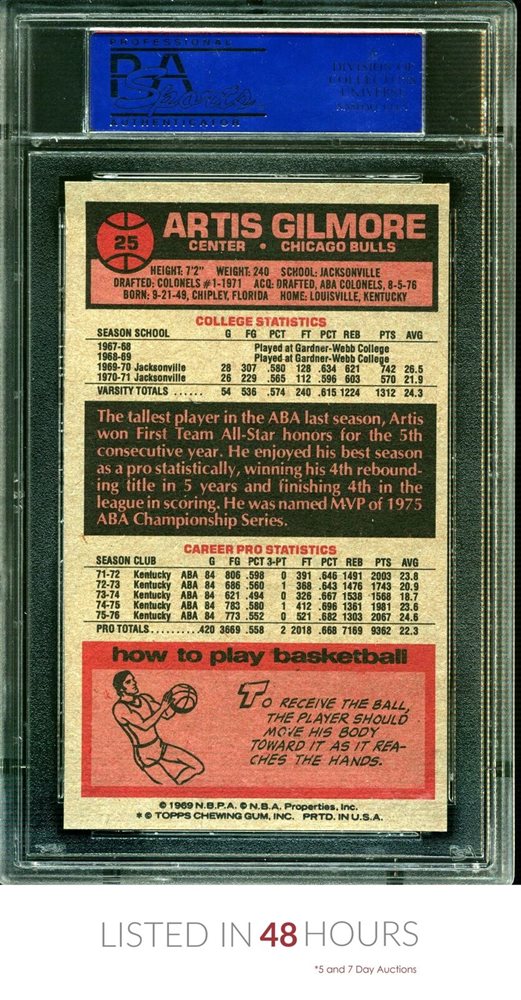 PROFESSIONAL
PSA
AUTHENTICATOR
A
DIVISION OF
COLLECTORS
UNIVERSE
25
ARTIS GILMORE
CENTER • CHICAGO BULLS
HEIGHT: 7'2" WEIGHT: 240 SCHOOL: JACKSONVILLE
DRAFTED: COLONELS #1-1971 ACQ: DRAFTED, ABA COLONELS, 8-5-76
BORN: 9-21-49, CHIPLEY, FLORIDA HOME: LOUISVILLE, KENTUCKY
COLLEGE STATISTICS
SEASON SCHOOL G FG PCT FT PCT REB PTS AVG
1967-68 Played at Gardner-Webb College
1968-69 Played at Gardner-Webb College
1969-70 Jacksonville 28 307 .580 128 .634 621 742 26.5
1970-71 Jacksonville 26 229 .565 112 .596 603 570 21.9
VARSITY TOTALS ...... 54 536 .574 240 .615 1224 1312 24.3
The tallest player in the ABA last season, Artis
won First Team All-Star honors for the 5th
consecutive year. He enjoyed his best season
as a pro statistically, winning his 4th rebound-
ing title in 5 years and finishing 4th in the
league in scoring. He was named MVP of 1975
ABA Championship Series.
CAREER PRO STATISTICS
SEASON CLUB G FG PCT 3-PT FT PCT REB PTS AVG
71-72 Kentucky ABA 84 806 .598 0 391 .646 1491 2003 23.8
72-73 Kentucky ABA 84 686 .560 1 368 .643 1476 1743 20.9
73-74 Kentucky ABA 84 621 .494 0 326 .667 1538 1568 18.7
74-75 Kentucky ABA 84 783 .580 1 412 .696 1361 1981 23.6
75-76 Kentucky ABA 84 773 .552 0 521 .682 1303 2067 24.6
PRO TOTALS.......... 420 3669 .558 2 2018 .668 7169 9362 22.3
how to play basketball
TO RECEIVE THE BALL,
THE PLAYER SHOULD
MOVE HIS BODY
TOWARD IT AS IT REA-
CHES THE HANDS.
© 1969 N.B.P.A. © N.B.A. Properties, Inc.
* © TOPPS CHEWING GUM, INC. PRTD. IN U.S.A.
LISTED IN 48 HOURS
*5 and 7 Day Auctions